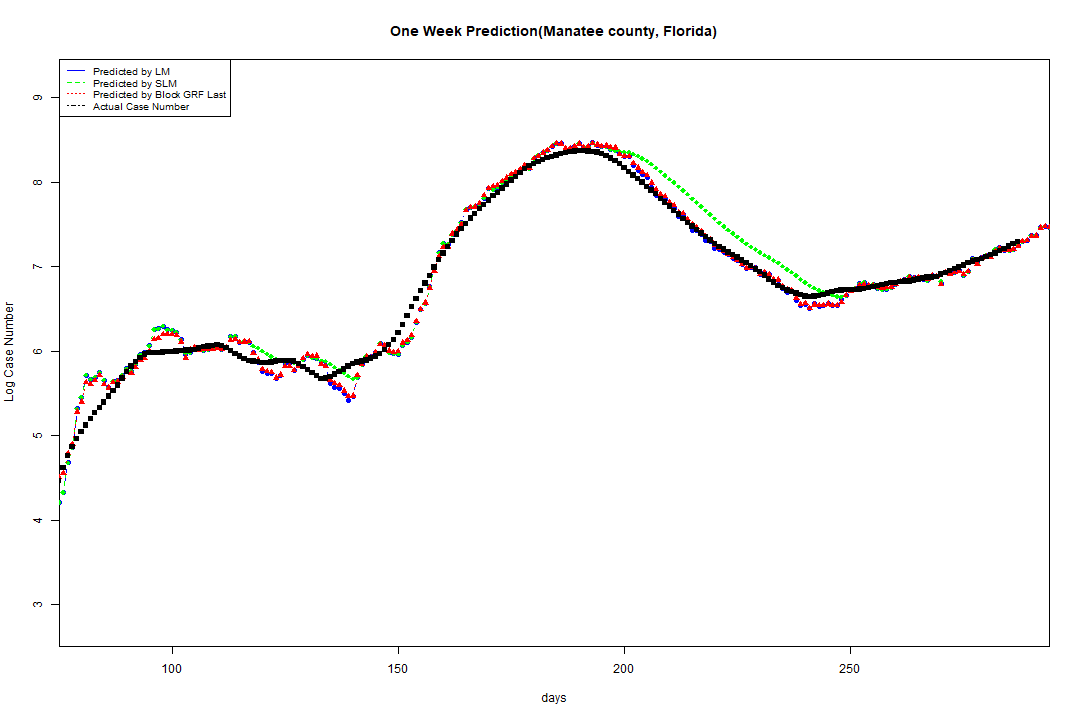 One Week Prediction(Manatee county, Florida)
Predicted by LM
Predicted by SLM
Predicted by Block GRF Last
Actual Case Number
9
8
7
6
5
4
3
Log Case Number
100 150 200 250
days